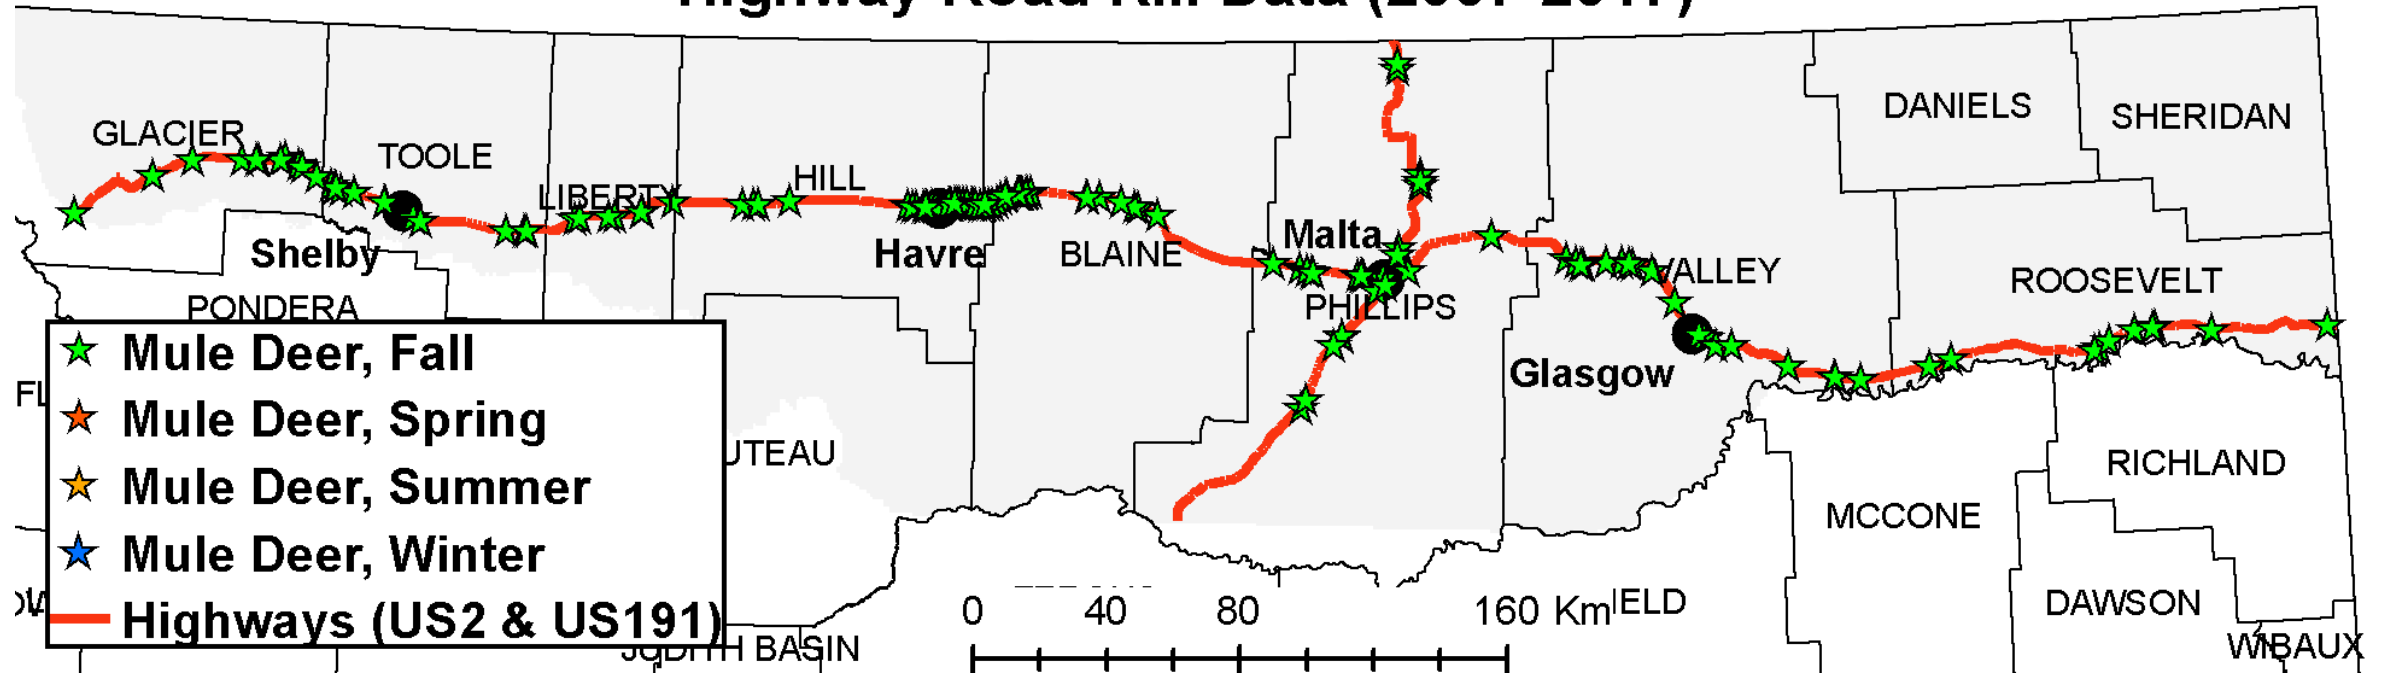 GLACIER
TOOLE
LIBERTY
HILL
BLAINE
DANIELS
SHERIDAN
Shelby
Havre
Malta
PHILLIPS
ROOSEVELT
PONDERA
Glasgow
Mule Deer, Fall
Mule Deer, Spring
Mule Deer, Summer
Mule Deer, Winter
Highways (US2 & US191)
RICHLAND
MCCONE
DAWSON
WIBAUX
BASIN
0 40 80 160 Km